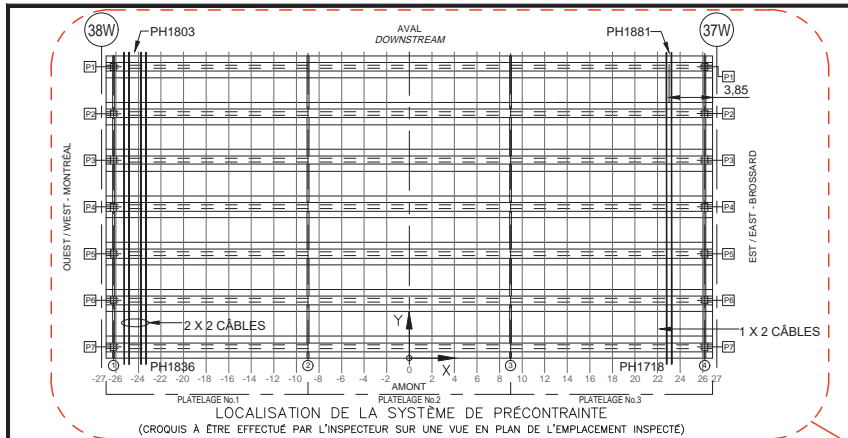 38W PH1803 AVAL PH1881 37W
DOWNSTREAM
P1 P1
3,85
P2 P2
P3 P3
OUEST / WEST - MONTRÉAL
EST / EAST - BROSSARD
P4 P4
P5 P5
P6 P6
2 X 2 CÂBLES Y 1 X 2 CÂBLES
P7 P7
1 PH1836 2 0 X 3 PH1718 4
-27 -26 -24 -22 -20 -18 -16 -14 -12 -10 -8 -6 -4 -2 0 2 4 6 8 10 12 14 16 18 20 22 24 26 27
AMONT
PLATELAGE No.1 PLATELAGE No.2 PLATELAGE No.3
LOCALISATION DE LA SYSTÈME DE PRÉCONTRAINTE
(CROQUIS À ÊTRE EFFECTUÉ PAR L'INSPECTEUR SUR UNE VUE EN PLAN DE L'EMPLACEMENT INSPECTÉ)